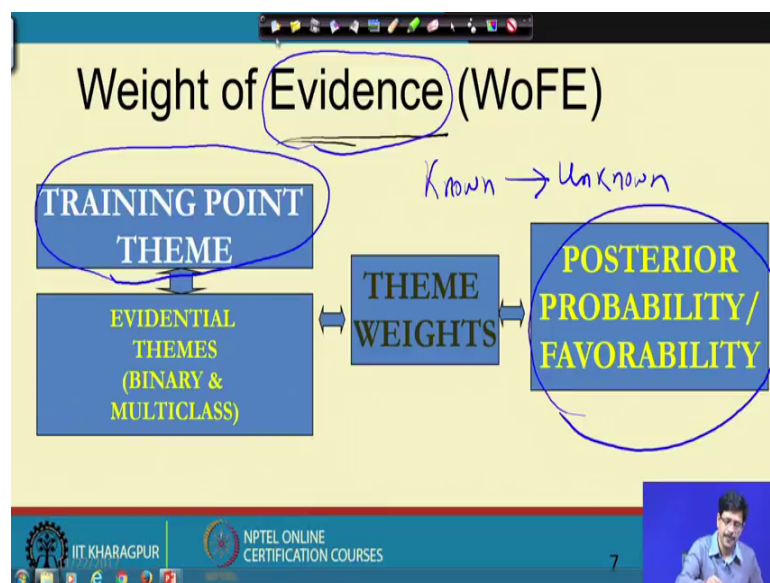 Weight of Evidence (WoFE)
Known → Unknown
TRAINING POINT
THEME
EVIDENTIAL
THEMES
(BINARY &
MULTICLASS)
THEME
WEIGHTS
POSTERIOR
PROBABILITY/
FAVORABILITY
IIT KHARAGPUR
NPTEL ONLINE
CERTIFICATION COURSES
7